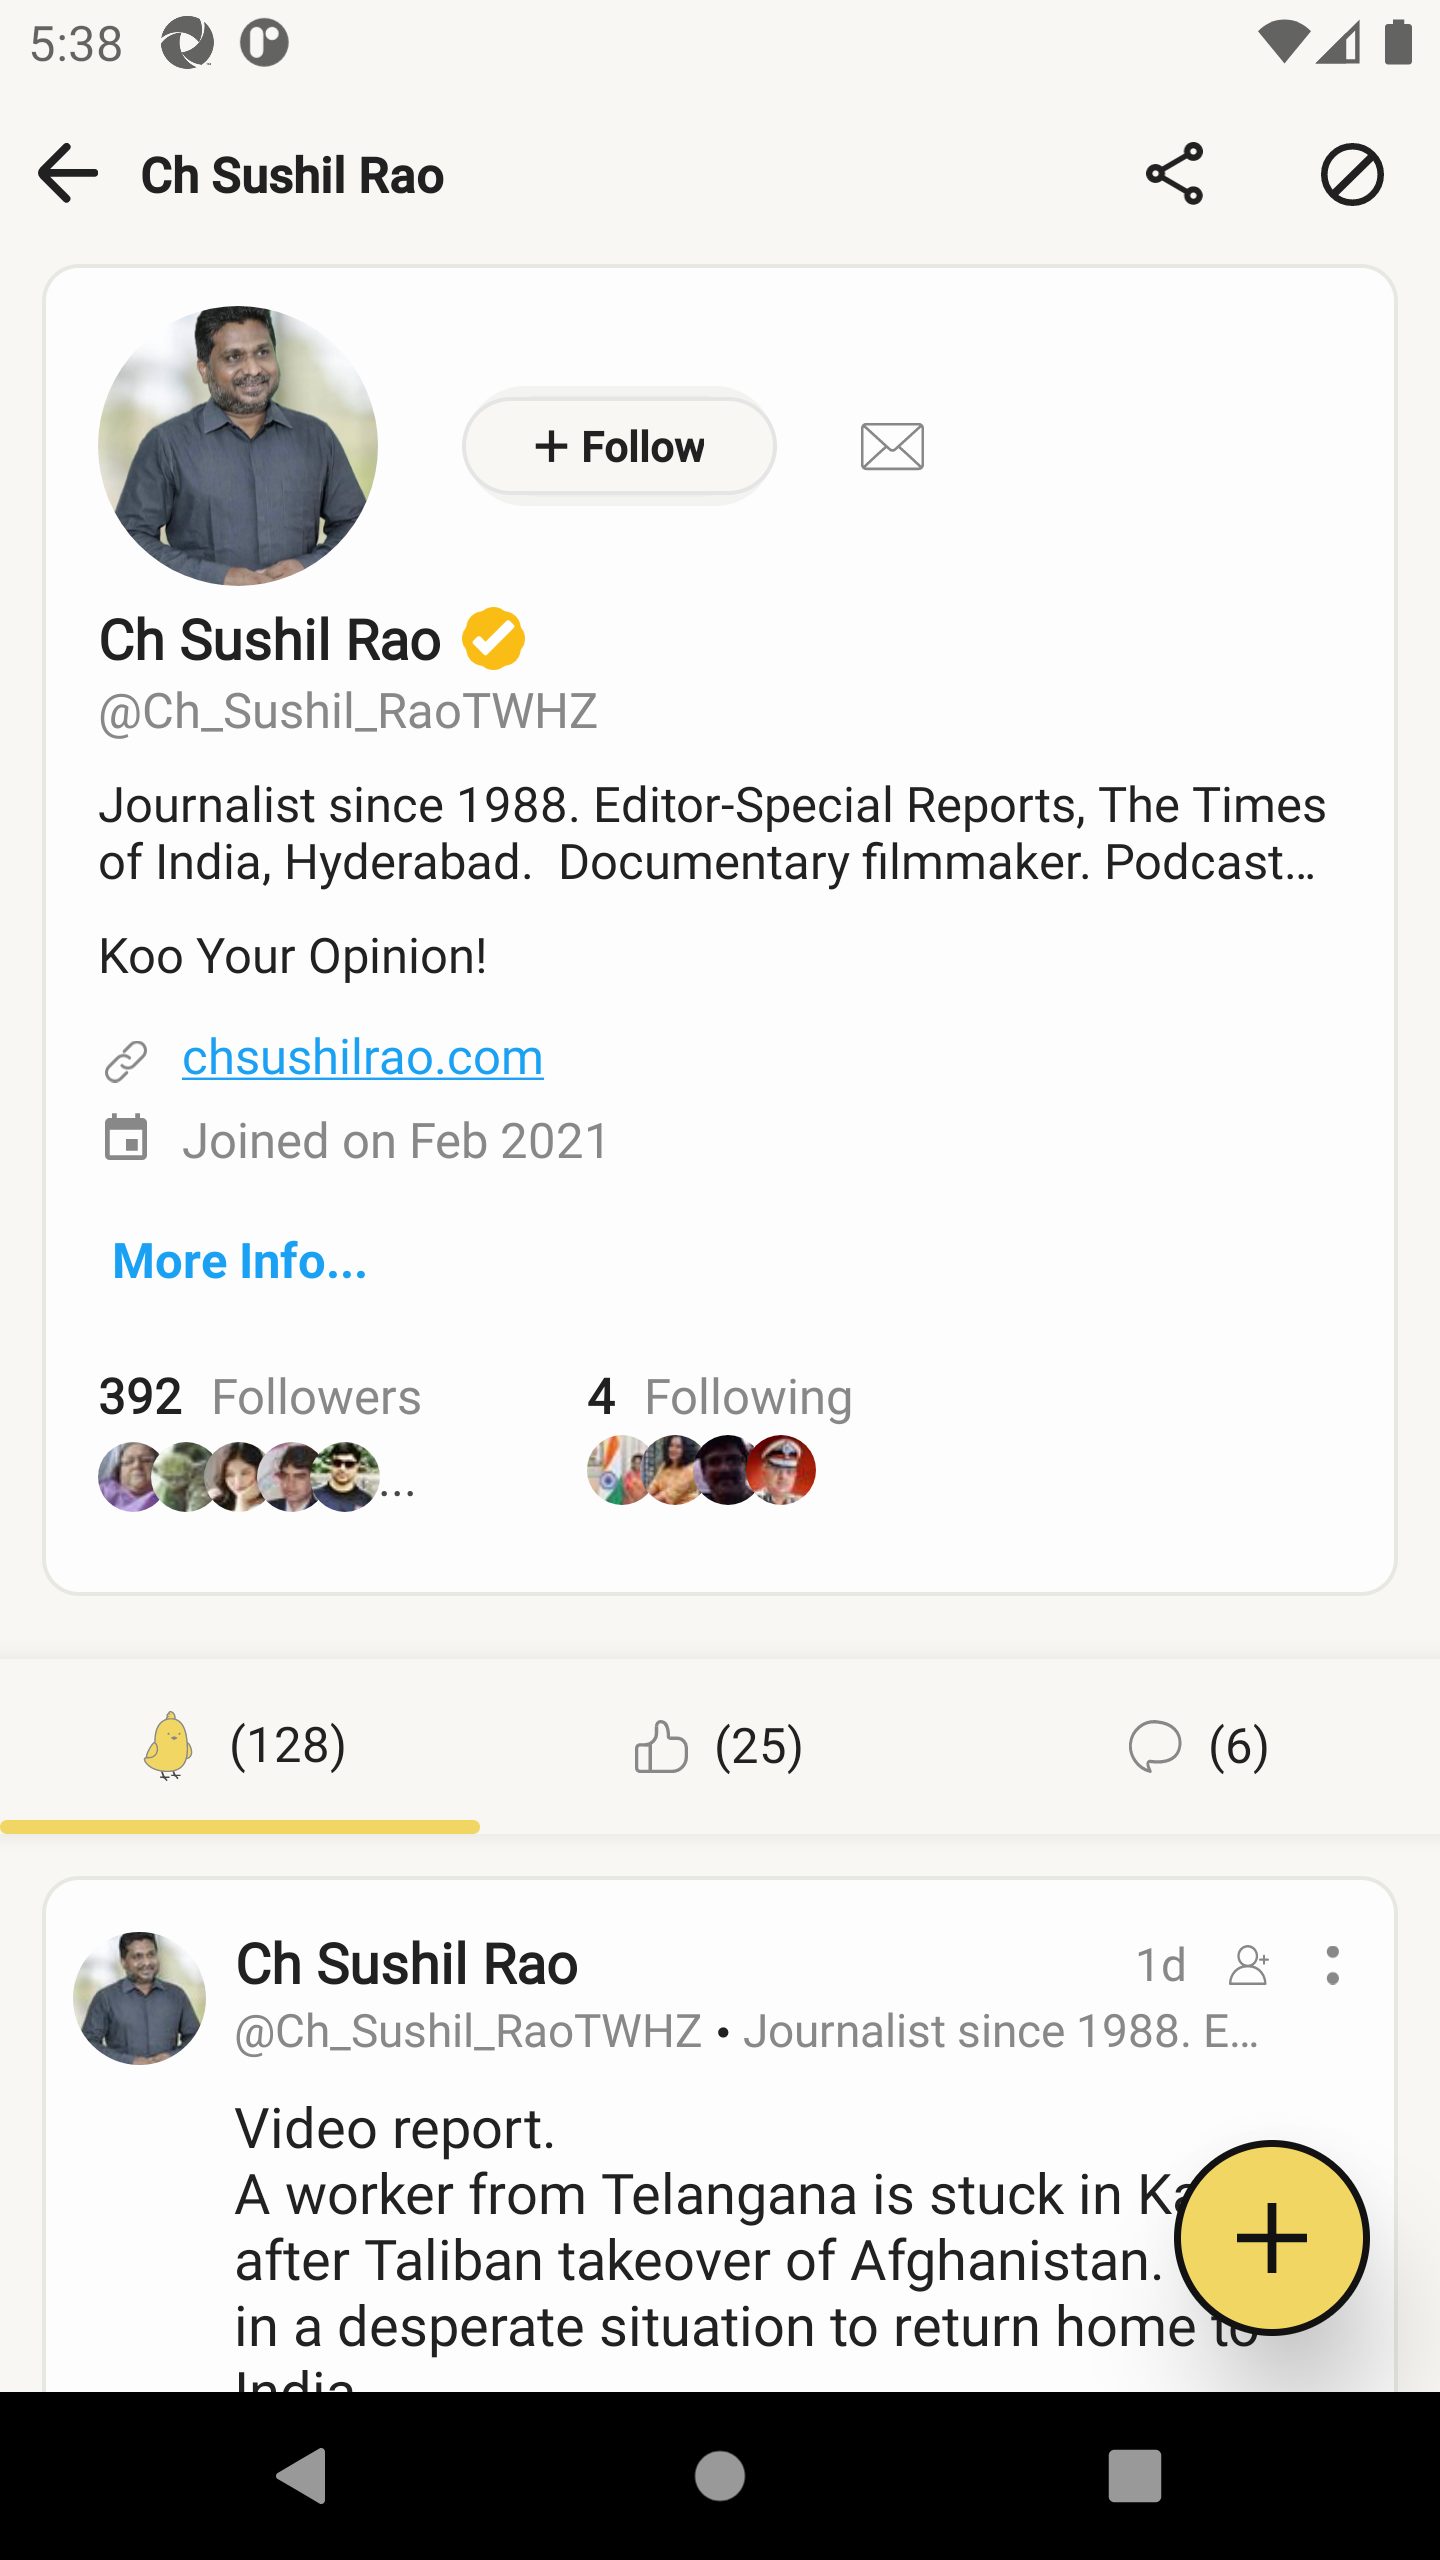 5:38
Ch Sushil Rao
+ Follow
Ch Sushil Rao
@Ch_Sushil_RaoTWHZ
Journalist since 1988. Editor-Special Reports, The Times
of India, Hyderabad.  Documentary filmmaker. Podcast...
Koo Your Opinion!
chsushilrao.com
Joined on Feb 2021
More Info...
392 Followers
4 Following
...
(128)
(25)
(6)
Ch Sushil Rao
1d
@Ch_Sushil_RaoTWHZ • Journalist since 1988. E...
Video report.
A worker from Telangana is stuck in
after Taliban takeover of Afghanistan.
in a desperate situation to return home to
India